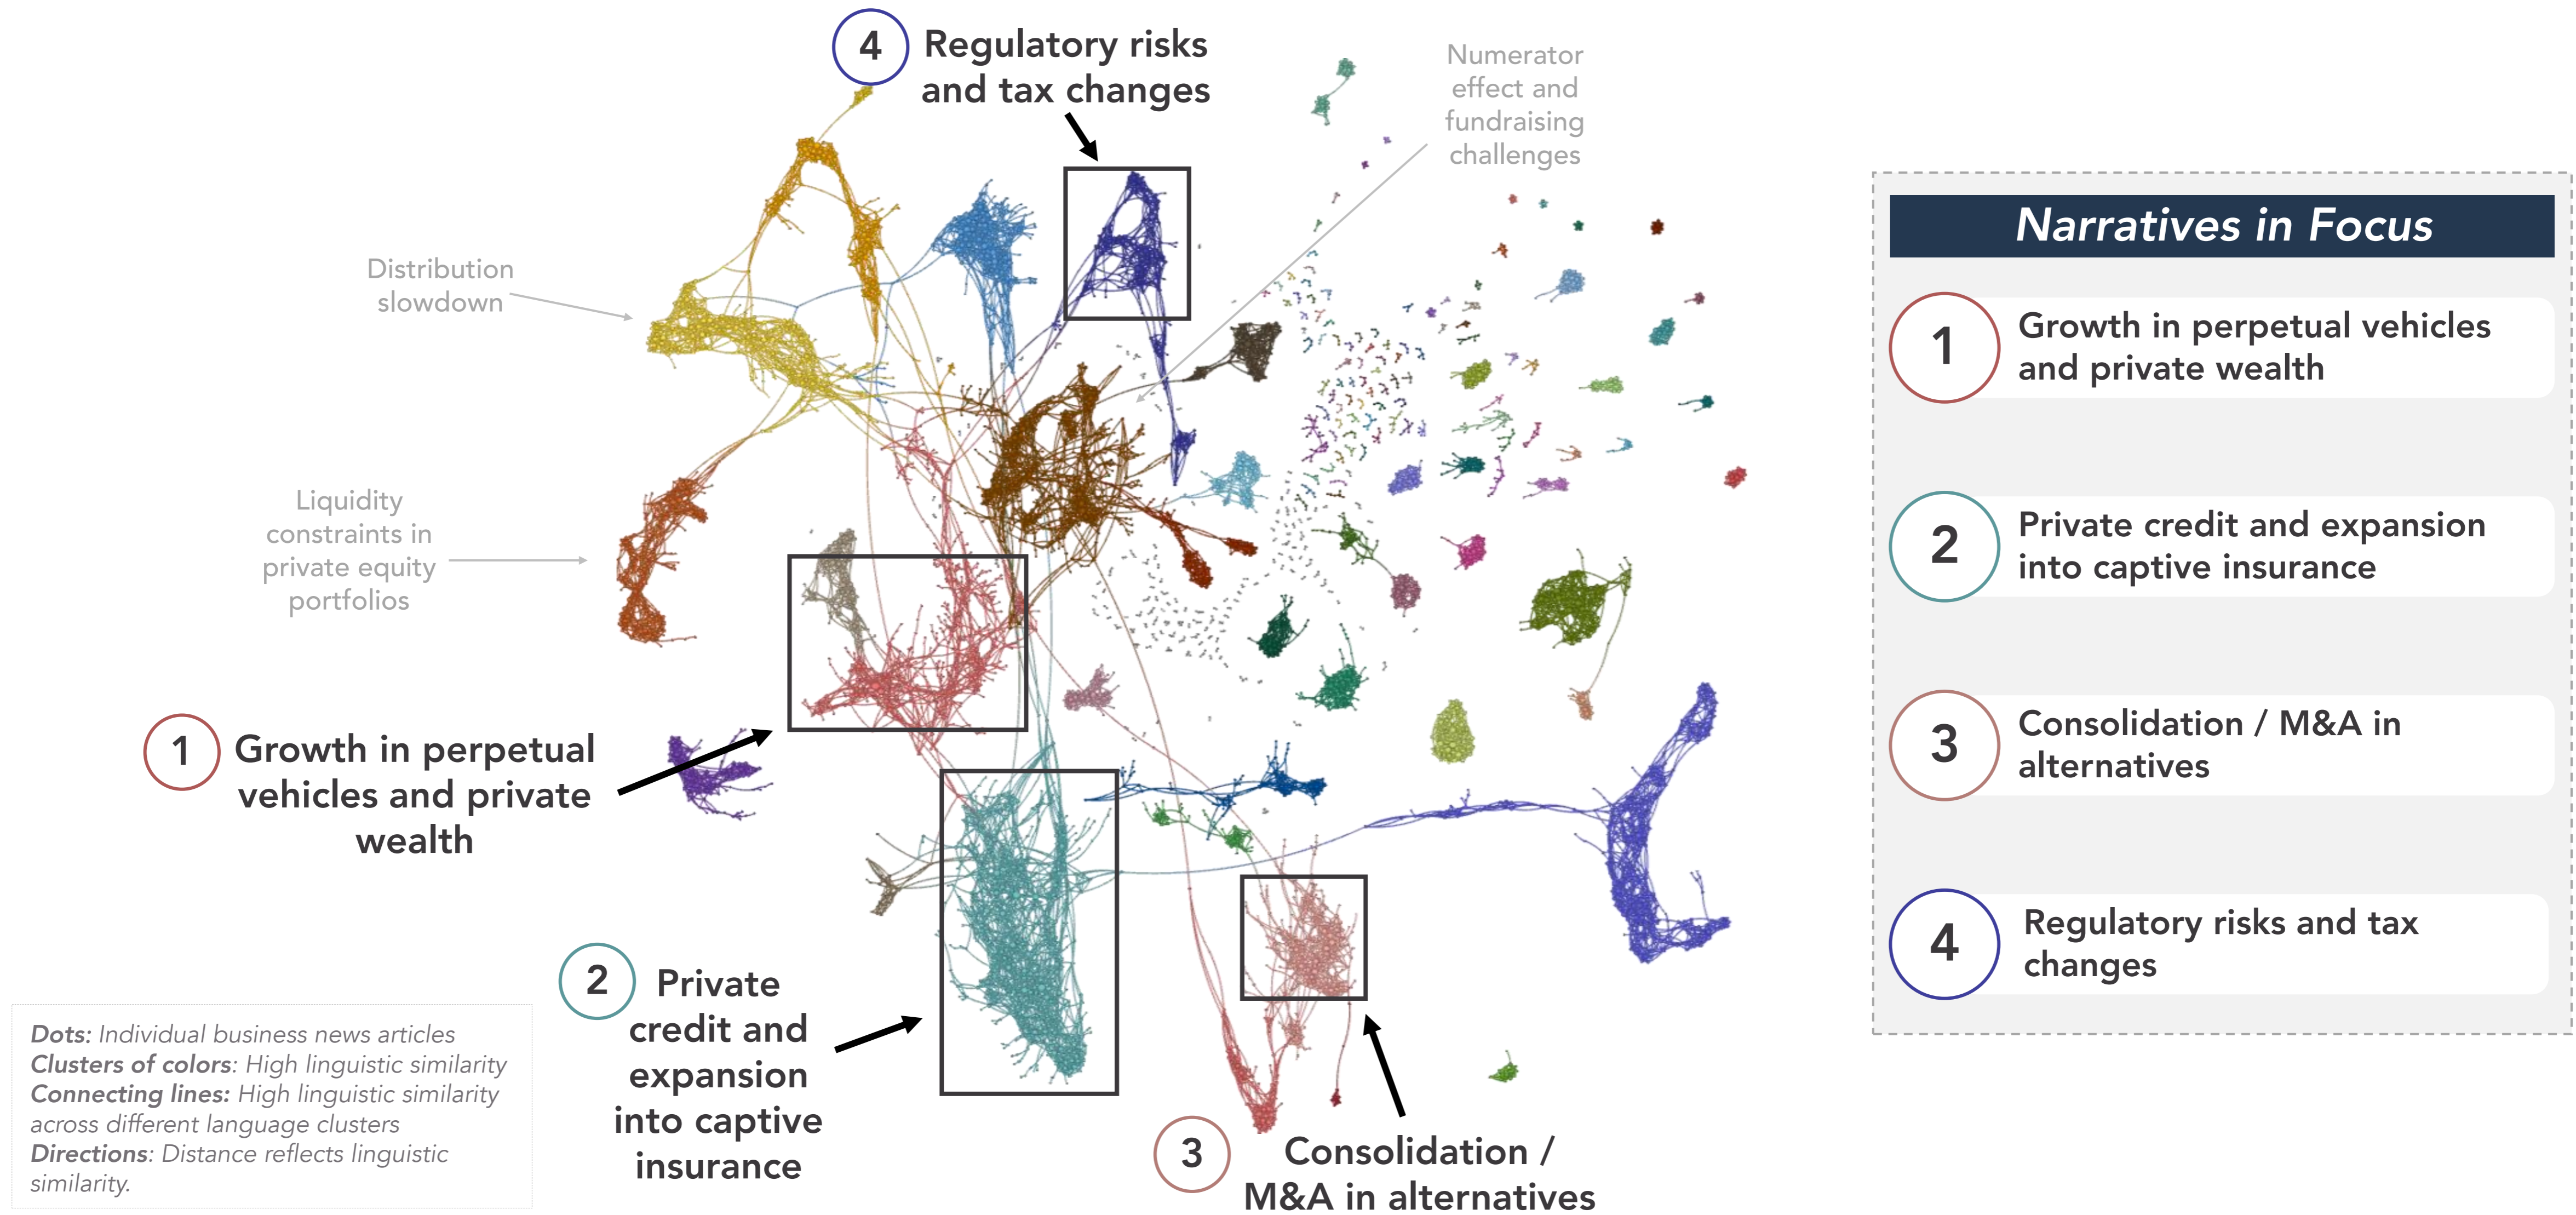 4
Regulatory risks
and tax changes
Numerator
effect and
fundraising
challenges
Distribution
slowdown
Liquidity
constraints in
private equity
portfolios
1
Growth in perpetual
vehicles and private
wealth
2
Private
credit and
expansion
into captive
insurance
3
Consolidation /
M&A in alternatives
Dots: Individual business news articles
Clusters of colors: High linguistic similarity
Connecting lines: High linguistic similarity
across different language clusters
Directions: Distance reflects linguistic
similarity.
Narratives in Focus
1
Growth in perpetual vehicles
and private wealth
2
Private credit and expansion
into captive insurance
3
Consolidation / M&A in
alternatives
4
Regulatory risks and tax
changes